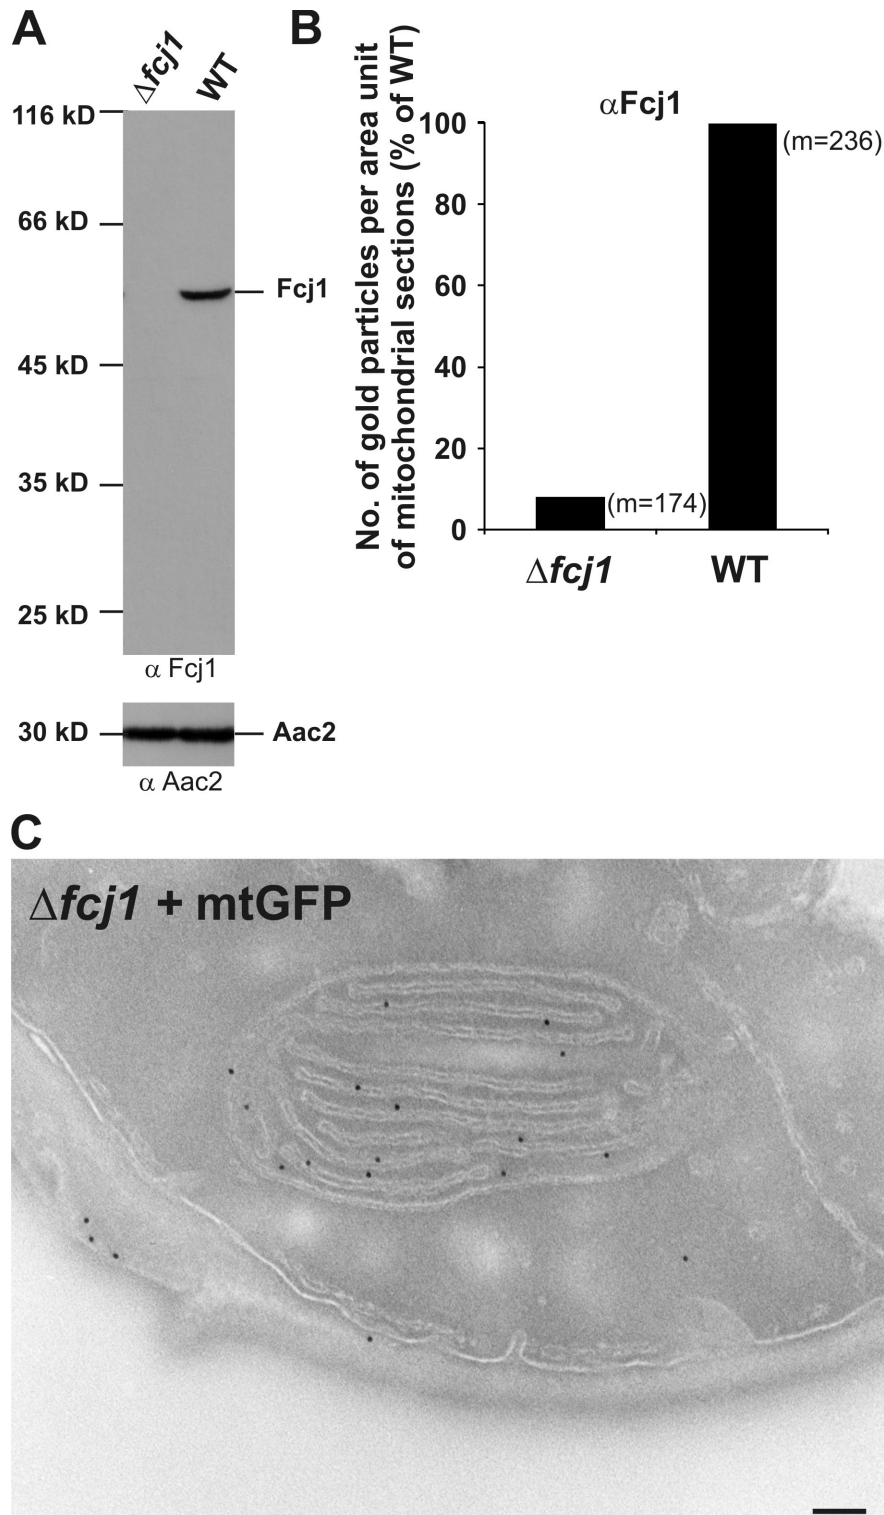 A
Δfcj1 WT
116 kD
66 kD
Fcj1
45 kD
35 kD
25 kD
α Fcj1
30 kD
Aac2
α Aac2
B
No. of gold particles per area unit
of mitochondrial sections (% of WT)
αFcj1
100
(m=236)
80
60
40
20
(m=174)
0
Δfcj1 WT
C
Δfcj1 + mtGFP